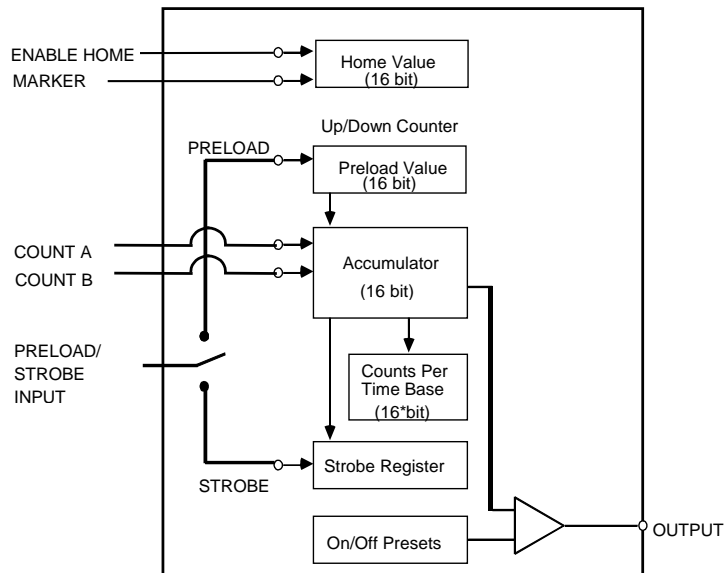 ENABLE HOME
MARKER
Home Value
(16 bit)
Up/Down Counter
PRELOAD
Preload Value
(16 bit)
COUNT A
COUNT B
Accumulator
(16 bit)
PRELOAD/
STROBE
INPUT
Counts Per
Time Base
(16*bit)
Strobe Register
STROBE
On/Off Presets
OUTPUT